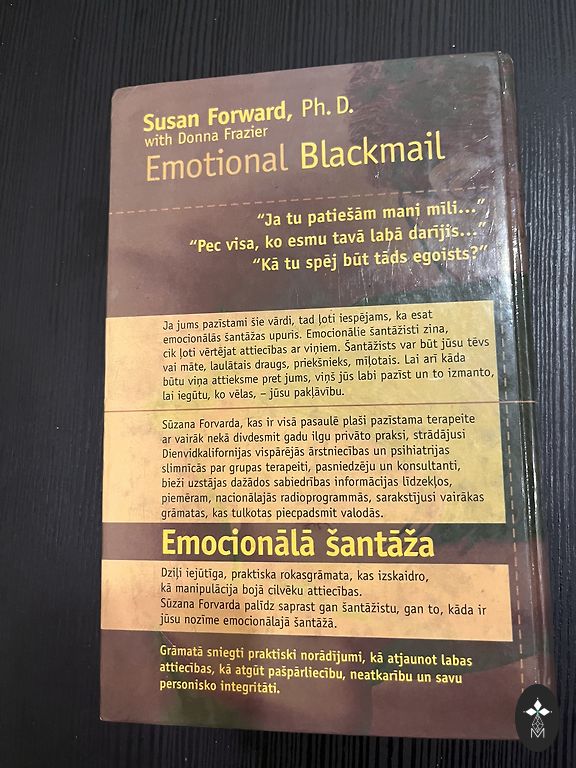 Susan Forward, Ph. D.
with Donna Frazier
Emotional Blackmail
“Ja tu patiešām mani mīli...”
“Pec visa, ko esmu tavā labā darījis...”
“Kā tu spēj būt tāds egoists?”
Ja jums pazīstami šie vārdi, tad ļoti iespējams, ka esat
emocionālās šantāžas upuris. Emocionālie šantāžisti zina,
cik ļoti vērtējat attiecības ar viņiem. Šantāžists var būt jūsu tēvs
vai māte, laulātais draugs, priekšnieks, mīļotais. Lai arī kāda
būtu viņa attieksme pret jums, viņš jūs labi pazīst un to izmanto,
lai iegūtu, ko vēlas, – jūsu pakļāvību.
Sūzana Forvarda, kas ir visā pasaulē plaši pazīstama terapeite
ar vairāk nekā divdesmit gadu ilgu privāto praksi, strādājusi
Dienvidkalifornijas vispārējās ārstniecības un psihiatrijas
slimnīcās par grupas terapeiti, pasniedzēju un konsultanti,
bieži uzstājas dažādos sabiedrības informācijas līdzekļos,
piemēram, nacionālajās radioprogrammās, sarakstījusi vairākas
grāmatas, kas tulkotas piecpadsmit valodās.
Emocionālā šantāža
Dziļi iejūtīga, praktiska rokasgrāmata, kas izskaidro,
kā manipulācija bojā cilvēku attiecības.
Sūzana Forvarda palīdz saprast gan šantāžistu, gan to, kāda ir
jūsu nozīme emocionālajā šantāžā.
Grāmatā sniegti praktiski norādījumi, kā atjaunot labas
attiecības, kā atgūt pašpārliecību, neatkarību un savu
personisko integritāti.
M